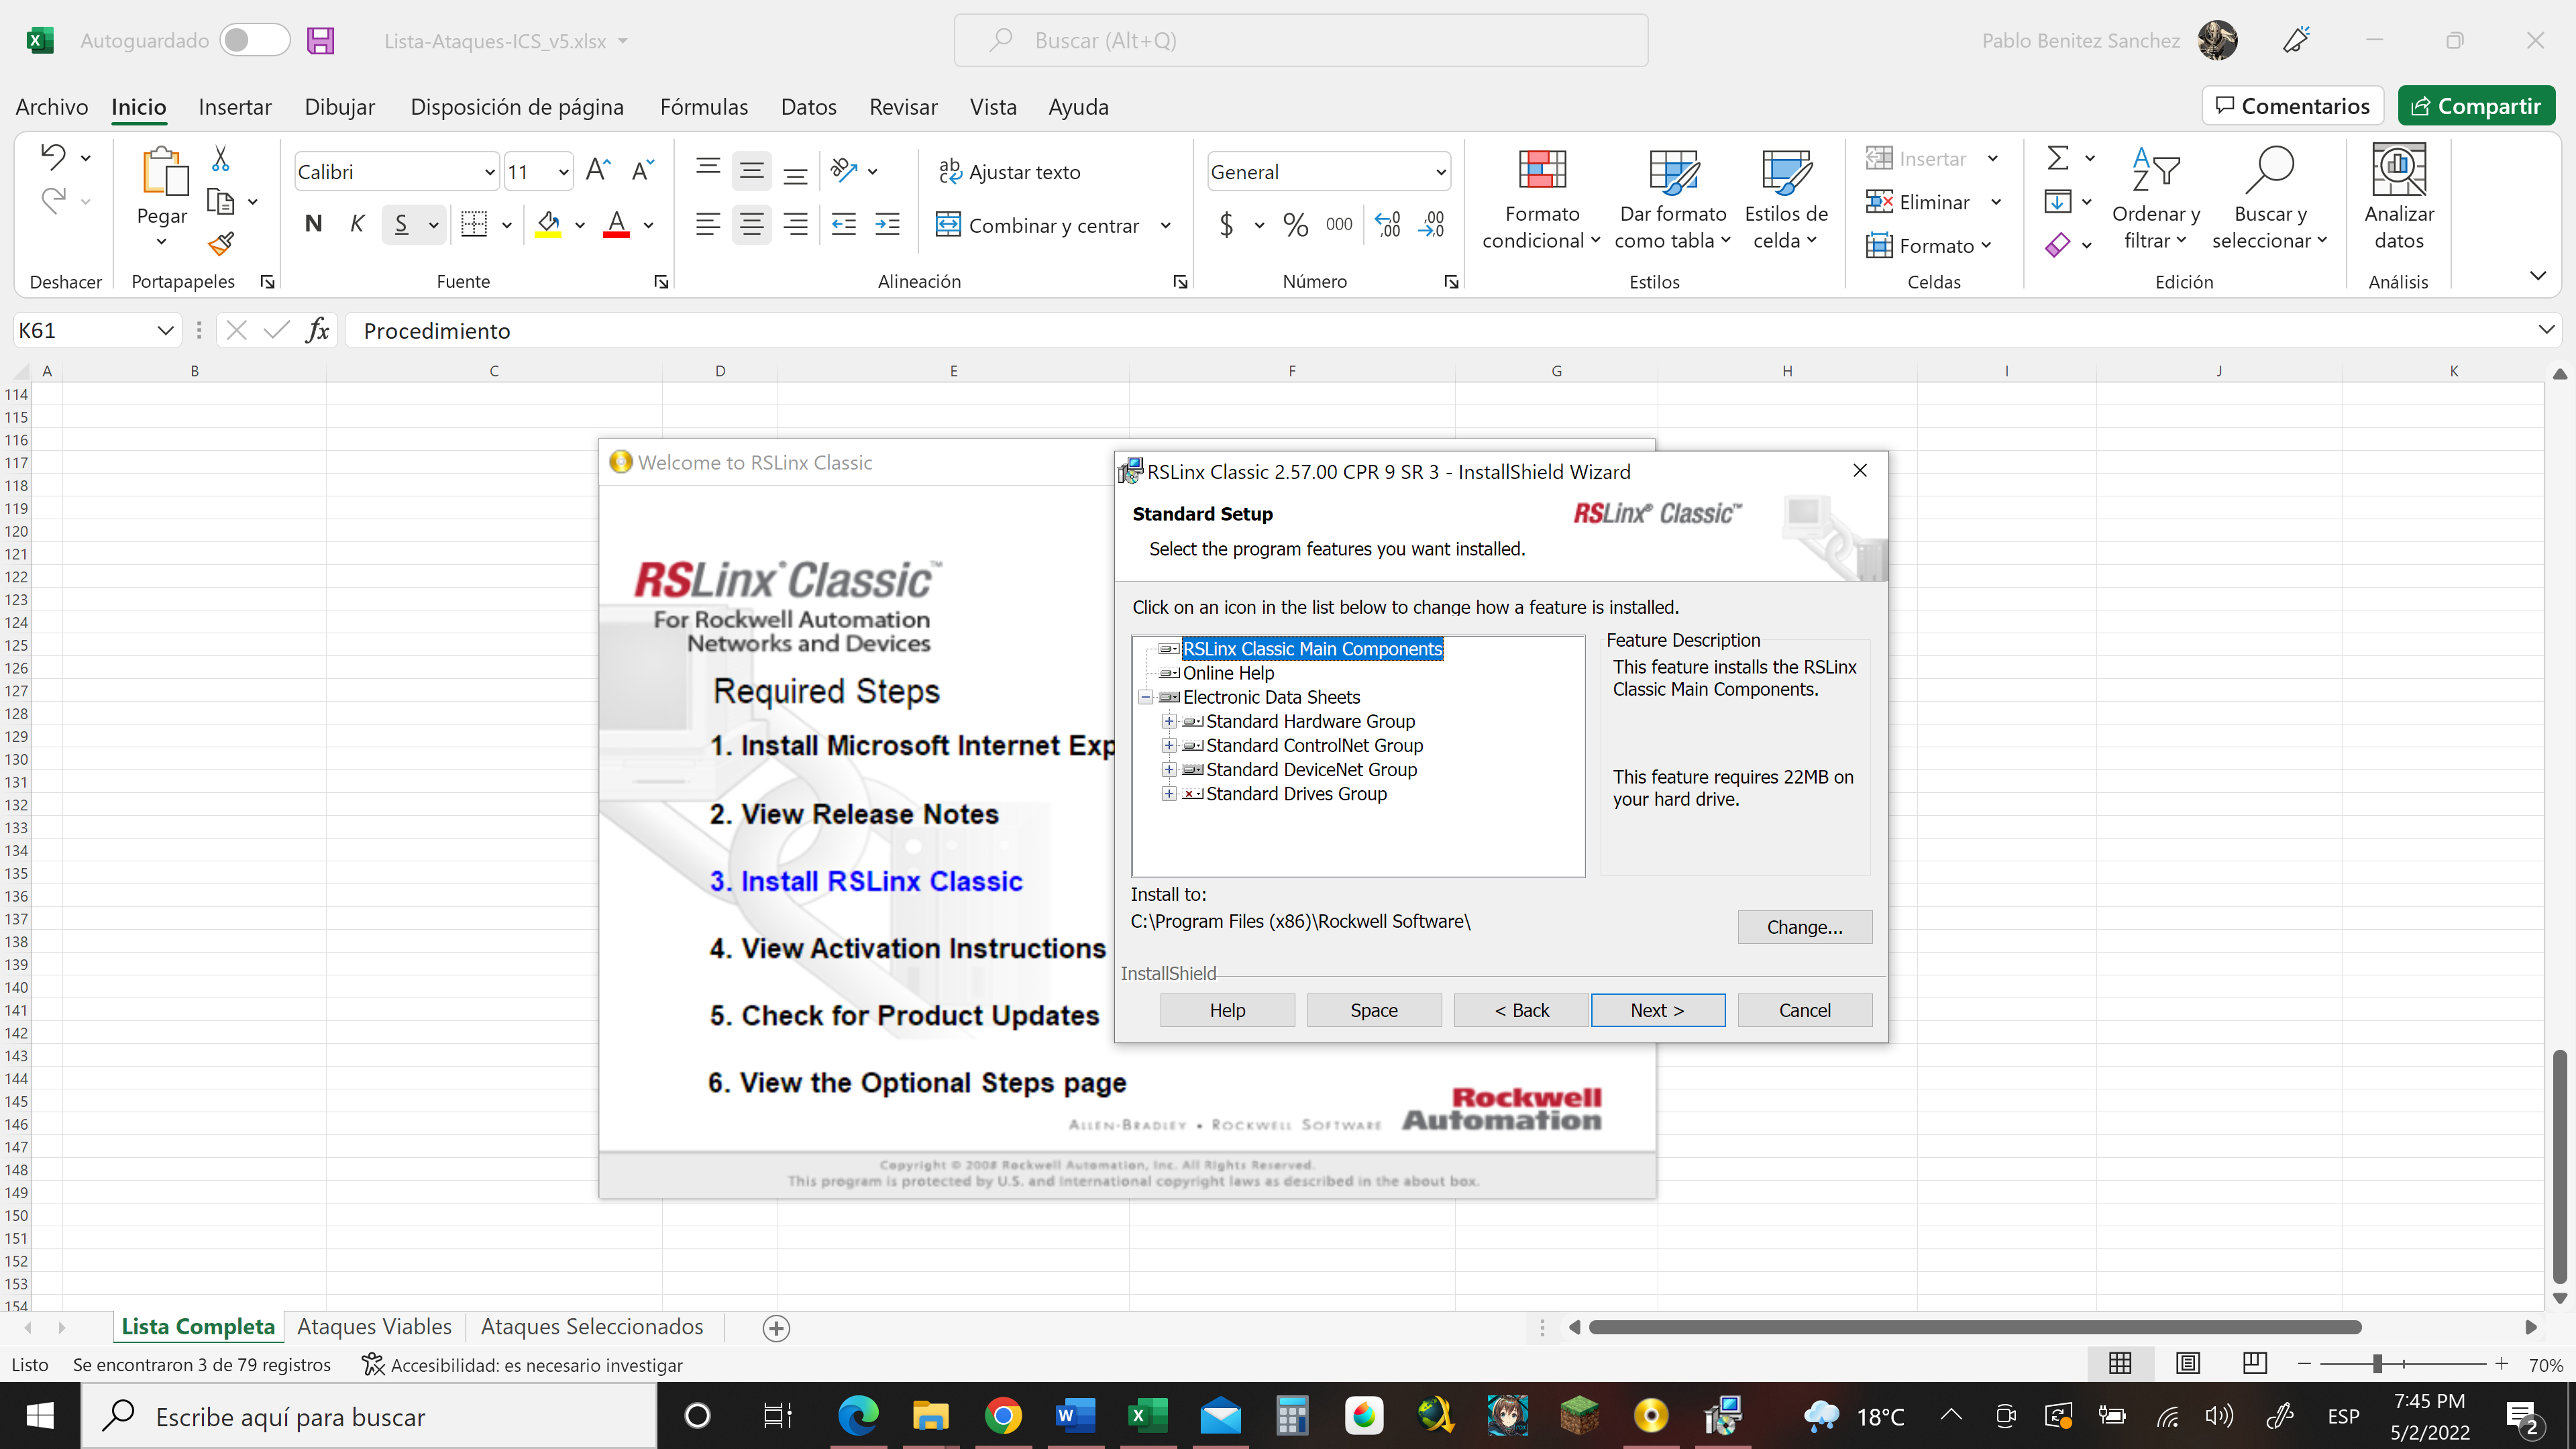 Autoguardado
Lista-Ataques-ICS_v5.xlsx
Buscar (Alt+Q)
Pablo Benitez Sanchez
Archivo Inicio Insertar Dibujar Disposición de página Fórmulas Datos Revisar Vista Ayuda
Comentarios
Compartir
Pegar
Deshacer
Portapapeles
Calibri
11
N K S
Fuente
Ajustar texto
Combinar y centrar
Alineación
General
$ % 000
Número
Formato condicional
Dar formato como tabla
Estilos de celda
Estilos
Insertar
Eliminar
Formato
Celdas
Ordenar y filtrar
Buscar y seleccionar
Edición
Analizar datos
Análisis
K61
fx
Procedimiento
A B C D E F G H I J K
114
115
116
117
118
119
120
121
122
123
124
125
126
127
128
129
130
131
132
133
134
135
136
137
138
139
140
141
142
143
144
145
146
147
148
149
150
151
152
153
154
Welcome to RSLinx Classic
RSLinx® Classic™
For Rockwell Automation
Networks and Devices
Required Steps
1. Install Microsoft Internet Exp
2. View Release Notes
3. Install RSLinx Classic
4. View Activation Instructions
5. Check for Product Updates
6. View the Optional Steps page
Rockwell
Automation
ALLEN-BRADLEY • ROCKWELL SOFTWARE
Copyright © 2008 Rockwell Automation, Inc. All Rights Reserved.
This program is protected by U.S. and International copyright laws as described in the about box.
RSLinx Classic 2.57.00 CPR 9 SR 3 - InstallShield Wizard
Standard Setup
RSLinx® Classic™
Select the program features you want installed.
Click on an icon in the list below to change how a feature is installed.
RSLinx Classic Main Components
Online Help
Electronic Data Sheets
Standard Hardware Group
Standard ControlNet Group
Standard DeviceNet Group
Standard Drives Group
Feature Description
This feature installs the RSLinx
Classic Main Components.
This feature requires 22MB on
your hard drive.
Install to:
C:\Program Files (x86)\Rockwell Software\
Change...
InstallShield
Help
Space
< Back
Next >
Cancel
Lista Completa
Ataques Viables
Ataques Seleccionados
Listo
Se encontraron 3 de 79 registros
Accesibilidad: es necesario investigar
70%
Escribe aquí para buscar
18°C
ESP
7:45 PM
5/2/2022
2